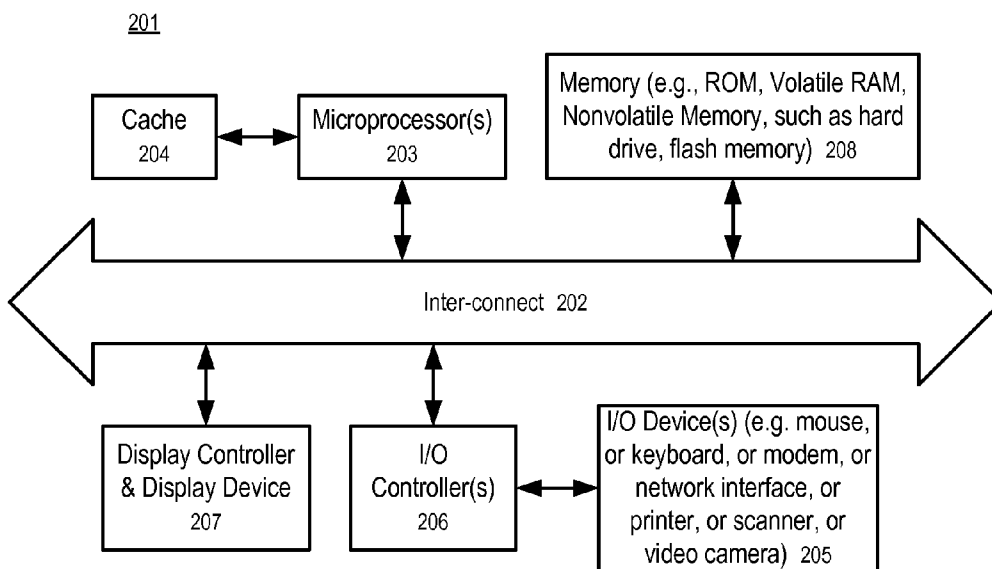 201
Cache
204
Microprocessor(s)
203
Memory (e.g., ROM, Volatile RAM,
Nonvolatile Memory, such as hard
drive, flash memory) 208
Inter-connect 202
Display Controller
& Display Device
207
I/O
Controller(s)
206
I/O Device(s) (e.g. mouse,
or keyboard, or modem, or
network interface, or
printer, or scanner, or
video camera) 205